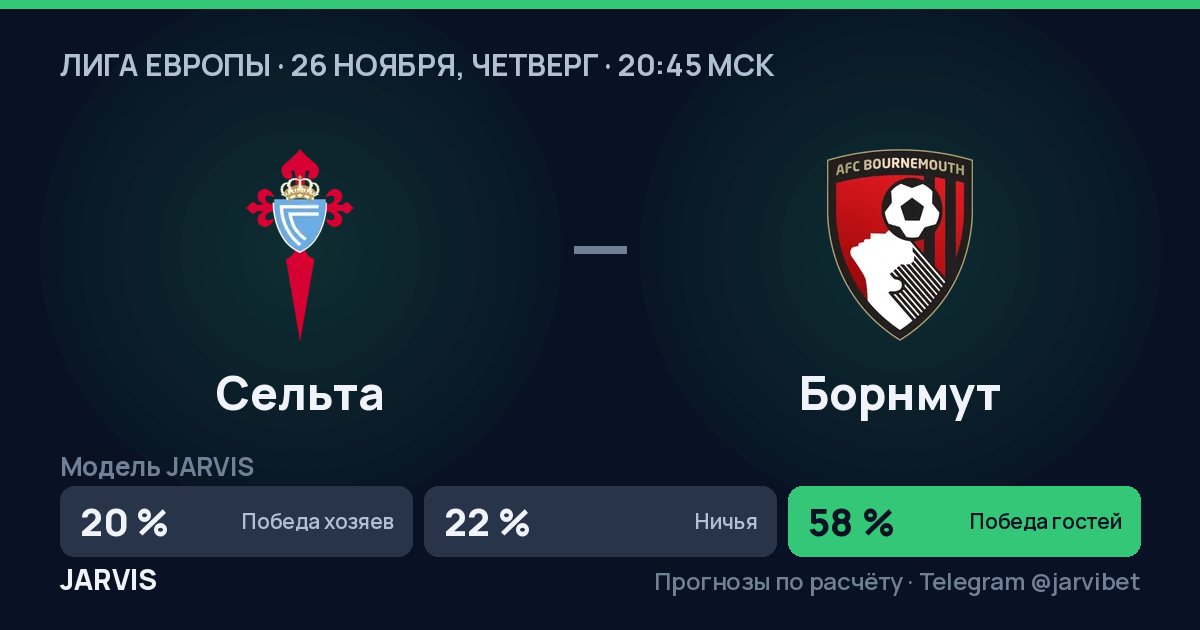 ЛИГА ЕВРОПЫ · 26 НОЯБРЯ, ЧЕТВЕРГ · 20:45 МСК
AFC BOURNEMOUTH
Сельта
Борнмут
Модель JARVIS
20 % Победа хозяев
22 % Ничья
58 % Победа гостей
JARVIS
Прогнозы по расчёту · Telegram @jarvibet